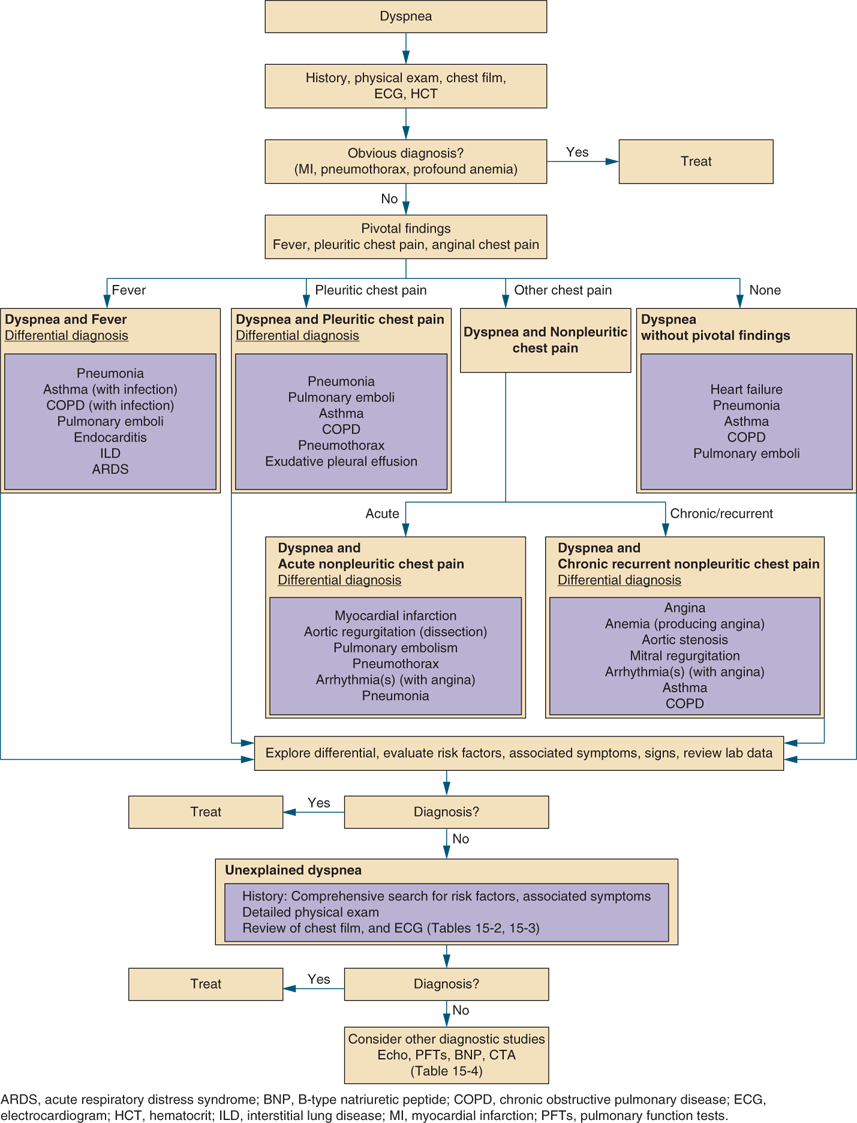 Dyspnea
History, physical exam, chest film,
ECG, HCT
Obvious diagnosis?
(MI, pneumothorax, profound anemia)
Yes
Treat
No
Pivotal findings
Fever, pleuritic chest pain, anginal chest pain
Fever
Pleuritic chest pain
Other chest pain
None
Dyspnea and Fever
Differential diagnosis
Pneumonia
Asthma (with infection)
COPD (with infection)
Pulmonary emboli
Endocarditis
ILD
ARDS
Dyspnea and Pleuritic chest pain
Differential diagnosis
Pneumonia
Pulmonary emboli
Asthma
COPD
Pneumothorax
Exudative pleural effusion
Dyspnea and Nonpleuritic
chest pain
Dyspnea
without pivotal findings
Heart failure
Pneumonia
Asthma
COPD
Pulmonary emboli
Acute
Chronic/recurrent
Dyspnea and
Acute nonpleuritic chest pain
Differential diagnosis
Myocardial infarction
Aortic regurgitation (dissection)
Pulmonary embolism
Pneumothorax
Arrhythmia(s) (with angina)
Pneumonia
Dyspnea and
Chronic recurrent nonpleuritic chest pain
Differential diagnosis
Angina
Anemia (producing angina)
Aortic stenosis
Mitral regurgitation
Arrhythmia(s) (with angina)
Asthma
COPD
Explore differential, evaluate risk factors, associated symptoms, signs, review lab data
Treat
Yes
Diagnosis?
No
Unexplained dyspnea
History: Comprehensive search for risk factors, associated symptoms
Detailed physical exam
Review of chest film, and ECG (Tables 15-2, 15-3)
Treat
Yes
Diagnosis?
No
Consider other diagnostic studies
Echo, PFTs, BNP, CTA
(Table 15-4)
ARDS, acute respiratory distress syndrome; BNP, B-type natriuretic peptide; COPD, chronic obstructive pulmonary disease; ECG,
electrocardiogram; HCT, hematocrit; ILD, interstitial lung disease; MI, myocardial infarction; PFTs, pulmonary function tests.